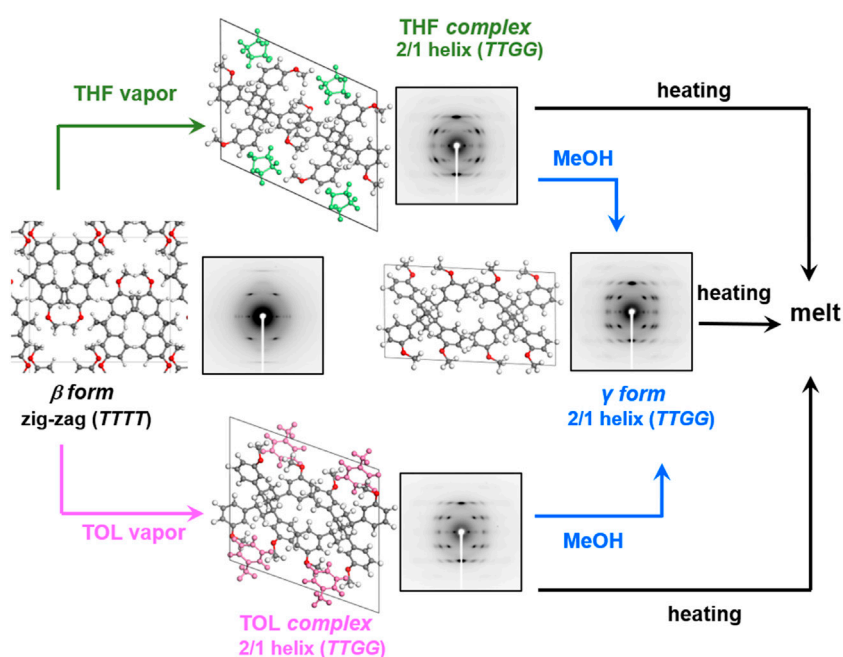 THF complex
2/1 helix (TTGG)
THF vapor
heating
MeOH
heating
melt
β form
zig-zag (TTTT)
γ form
2/1 helix (TTGG)
TOL vapor
MeOH
heating
TOL complex
2/1 helix (TTGG)